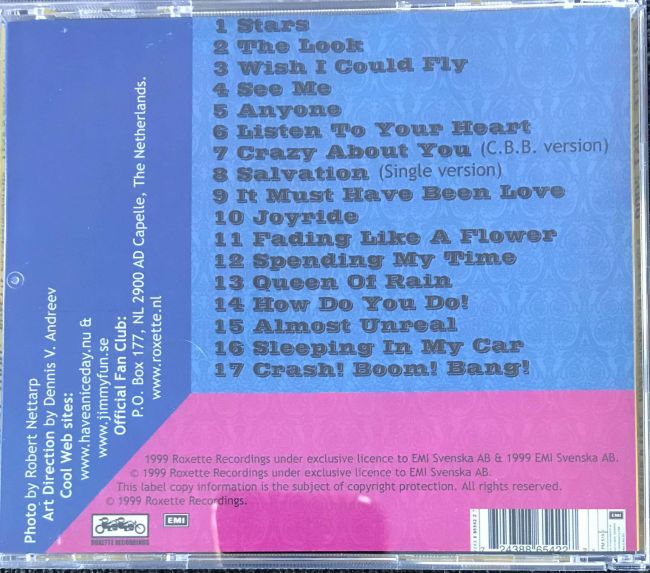 1 Stars
2 The Look
3 Wish I Could Fly
4 See Me
5 Anyone
6 Listen To Your Heart
7 Crazy About You (C.B.B. version)
8 Salvation (Single version)
9 It Must Have Been Love
10 Joyride
11 Fading Like A Flower
12 Spending My Time
13 Queen Of Rain
14 How Do You Do!
15 Almost Unreal
16 Sleeping In My Car
17 Crash! Boom! Bang!
Photo by Robert Nettarp
Art Direction by Dennis V. Andreev
Cool Web sites:
www.haveaniceday.nu &
www.jimmyfun.se
Official Fan Club:
P.O. Box 177, NL 2900 AD Capelle, The Netherlands.
www.roxette.nl
1999 Roxette Recordings under exclusive licence to EMI Svenska AB & 1999 EMI Svenska AB.
© 1999 Roxette Recordings under exclusive licence to EMI Svenska AB.
This label copy information is the subject of copyright protection. All rights reserved.
© 1999 Roxette Recordings.
ROXETTE RECORDINGS
EMI
EMI
24388 65422